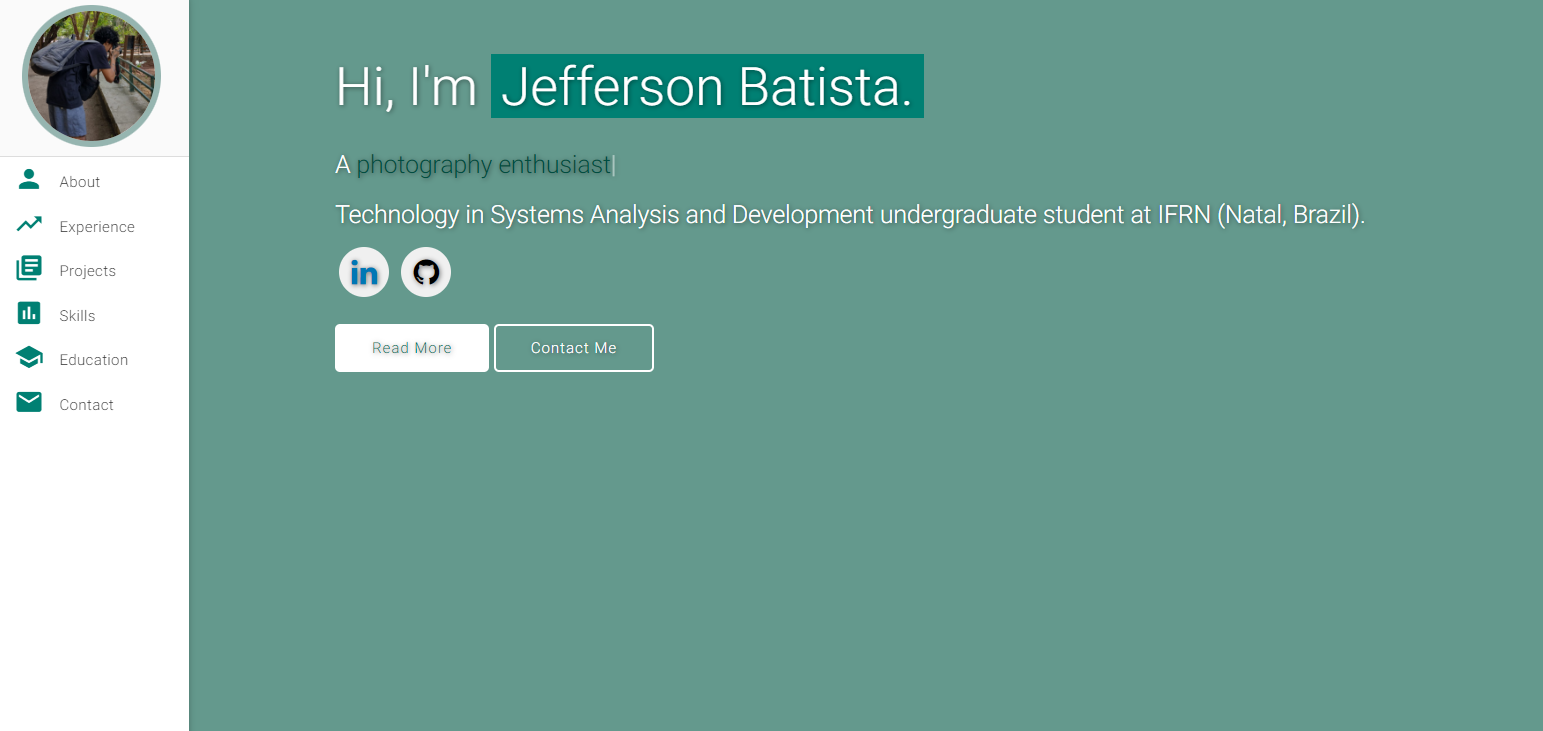 About
Experience
Projects
Skills
Education
Contact
Hi, I'm Jefferson Batista.
A photography enthusiast|
Technology in Systems Analysis and Development undergraduate student at IFRN (Natal, Brazil).
in
Read More Contact Me